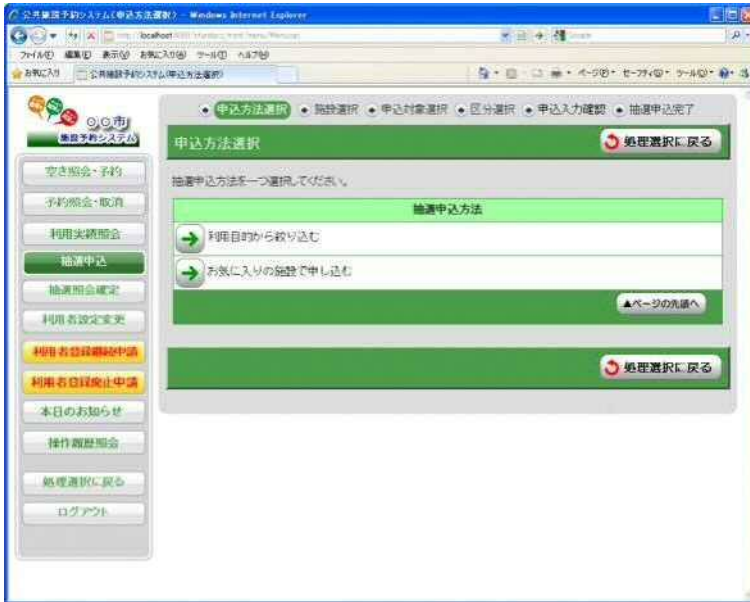 公共施設予約システム(申込方法選択) - Windows Internet Explorer
ファイル(F) 編集(E) 表示(V) お気に入り(A) ツール(T) ヘルプ(H)
お気に入り 公共施設予約システム(申込方法選択) ページ(P) セーフティ(S) ツール(O)
○○市
施設予約システム
● 申込方法選択 ● 施設選択 ● 申込対象選択 ● 区分選択 ● 申込入力確認 ● 抽選申込完了
申込方法選択
処理選択に戻る
抽選申込方法を一つ選択してください。
抽選申込方法
利用目的から絞り込む
お気に入りの施設で申し込む
▲ページの先頭へ
処理選択に戻る
空き照会・予約
予約照会・取消
利用実績照会
抽選申込
抽選照会確定
利用者設定変更
利用者登録継続申請
利用者登録廃止申請
本日のお知らせ
操作履歴照会
処理選択に戻る
ログアウト